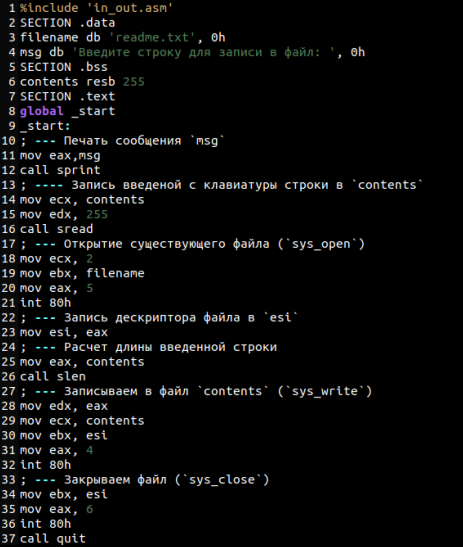 1 %include 'in_out.asm'
2 SECTION .data
3 filename db 'readme.txt', 0h
4 msg db 'Введите строку для записи в файл: ', 0h
5 SECTION .bss
6 contents resb 255
7 SECTION .text
8 global _start
9 _start:
10 ; --- Печать сообщения `msg`
11 mov eax,msg
12 call sprint
13 ; ---- Запись введеной с клавиатуры строки в `contents`
14 mov ecx, contents
15 mov edx, 255
16 call sread
17 ; --- Открытие существующего файла (`sys_open`)
18 mov ecx, 2
19 mov ebx, filename
20 mov eax, 5
21 int 80h
22 ; --- Запись дескриптора файла в `esi`
23 mov esi, eax
24 ; --- Расчет длины введенной строки
25 mov eax, contents
26 call slen
27 ; --- Записываем в файл `contents` (`sys_write`)
28 mov edx, eax
29 mov ecx, contents
30 mov ebx, esi
31 mov eax, 4
32 int 80h
33 ; --- Закрываем файл (`sys_close`)
34 mov ebx, esi
35 mov eax, 6
36 int 80h
37 call quit